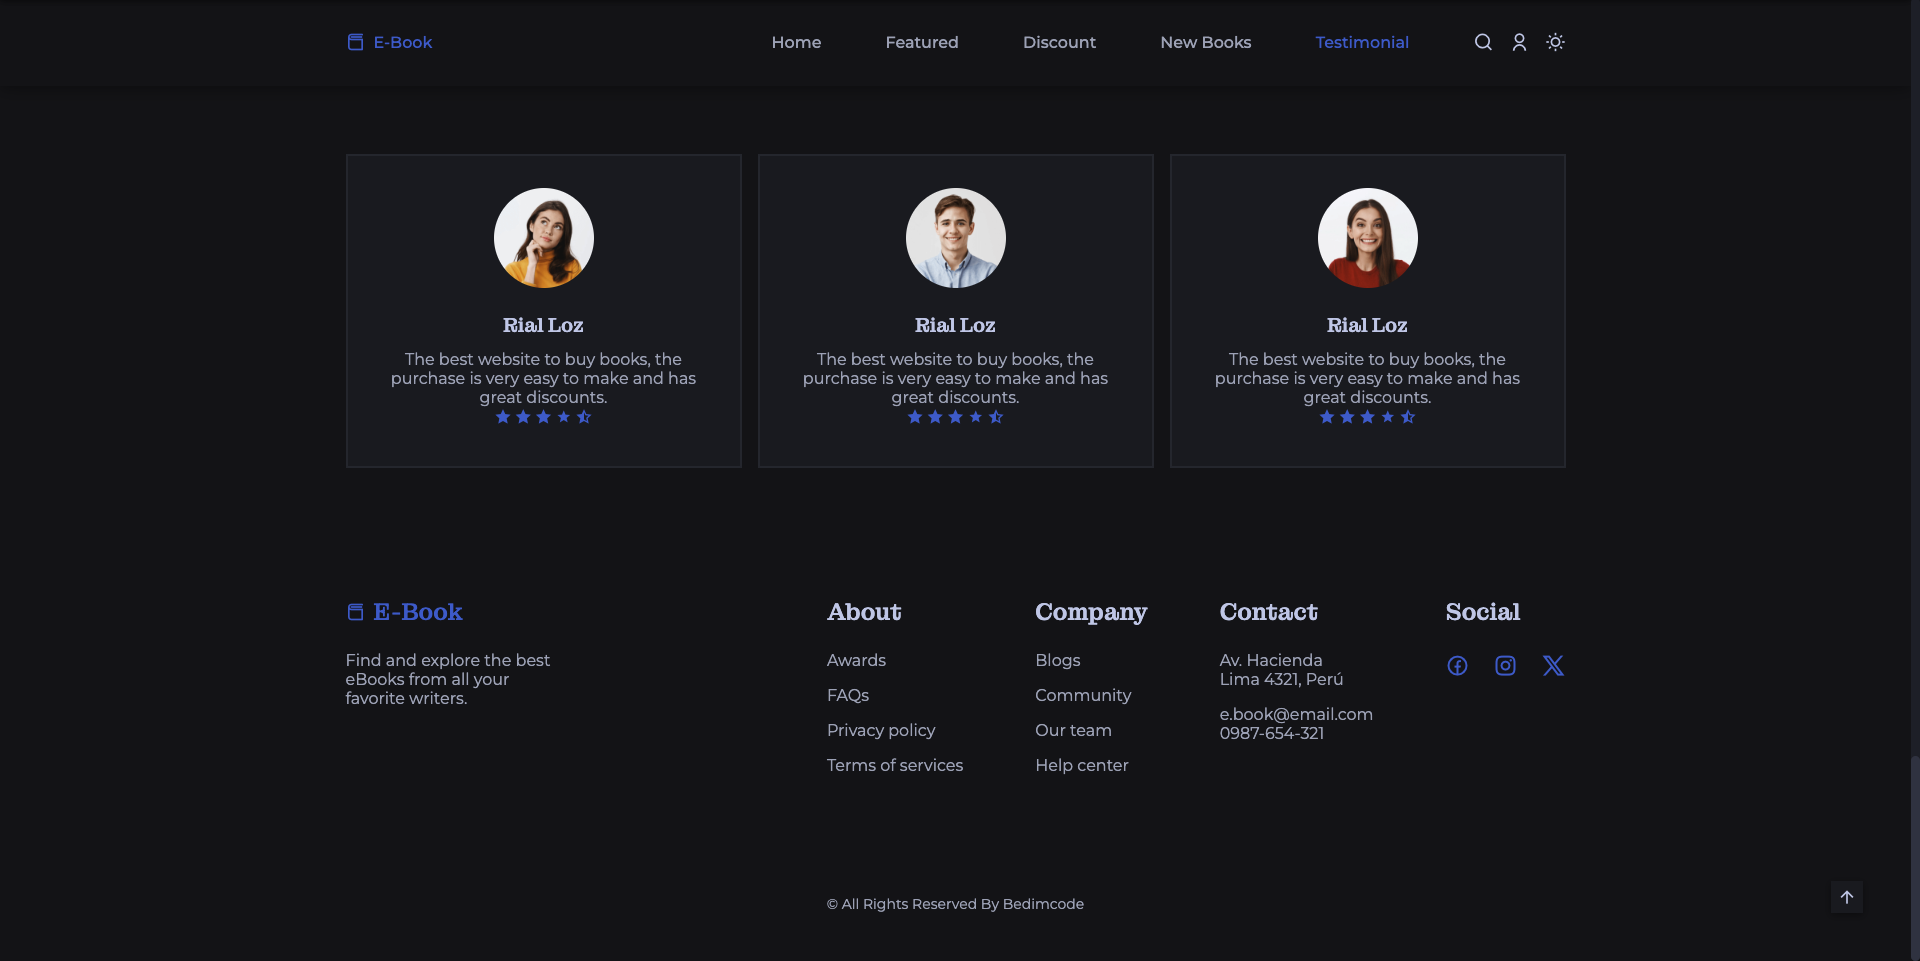 E-Book
Home
Featured
Discount
New Books
Testimonial
Rial Loz
The best website to buy books, the
purchase is very easy to make and has
great discounts.
Rial Loz
The best website to buy books, the
purchase is very easy to make and has
great discounts.
Rial Loz
The best website to buy books, the
purchase is very easy to make and has
great discounts.
E-Book
Find and explore the best
eBooks from all your
favorite writers.
About
Awards
FAQs
Privacy policy
Terms of services
Company
Blogs
Community
Our team
Help center
Contact
Av. Hacienda
Lima 4321, Perú
e.book@email.com
0987-654-321
Social
© All Rights Reserved By Bedimcode